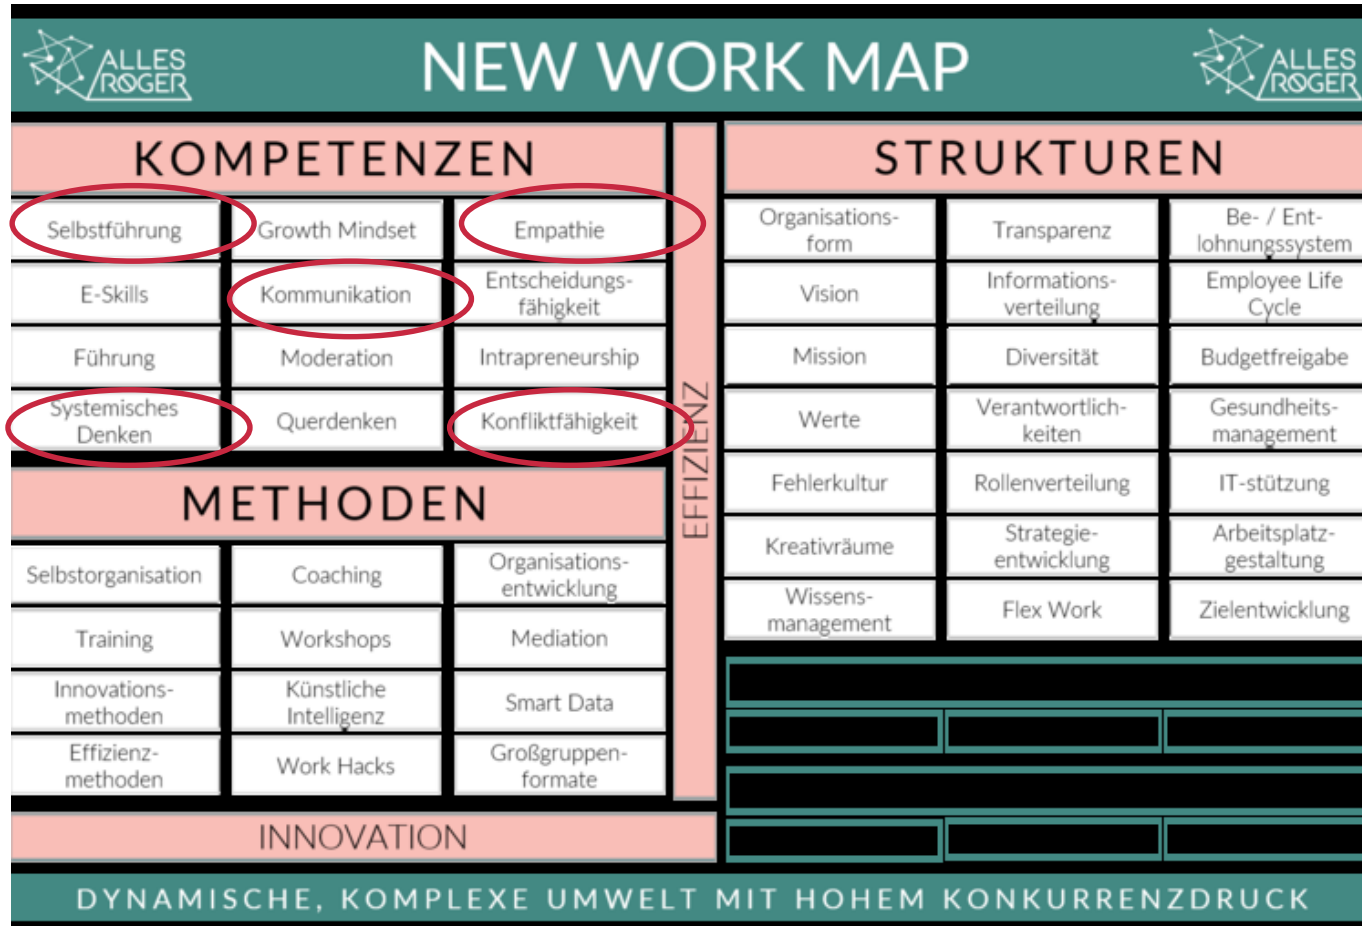 ALLES
ROGER
NEW WORK MAP
ALLES
ROGER
KOMPETENZEN
Selbstführung
Growth Mindset
Empathie
E-Skills
Kommunikation
Entscheidungs-
fähigkeit
Führung
Moderation
Intrapreneurship
Systemisches
Denken
Querdenken
Konfliktfähigkeit
METHODEN
Selbstorganisation
Coaching
Organisations-
entwicklung
Training
Workshops
Mediation
Innovations-
methoden
Künstliche
Intelligenz
Smart Data
Effizienz-
methoden
Work Hacks
Großgruppen-
formate
INNOVATION
EFFIZIENZ
STRUKTUREN
Organisations-
form
Transparenz
Be- / Ent-
lohnungssystem
Vision
Informations-
verteilung
Employee Life
Cycle
Mission
Diversität
Budgetfreigabe
Werte
Verantwortlich-
keiten
Gesundheits-
management
Fehlerkultur
Rollenverteilung
IT-stützung
Kreativräume
Strategie-
entwicklung
Arbeitsplatz-
gestaltung
Wissens-
management
Flex Work
Zielentwicklung
DYNAMISCHE, KOMPLEXE UMWELT MIT HOHEM KONKURRENZDRUCK